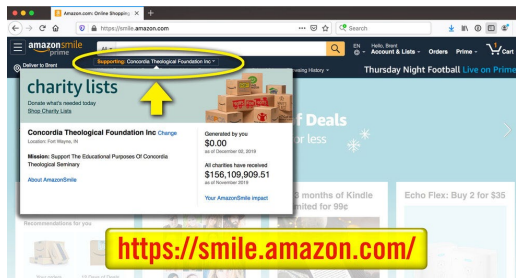 Amazon.com: Online Shopping
https://smile.amazon.com
Search
amazonsmile
prime
All
EN
Hello, Brent
Account & Lists
Orders
Prime
Cart
Deliver to Brent
Supporting: Concordia Theological Foundation Inc
History
Thursday Night Football Live on Prime
charity lists
Donate what's needed today
Shop Charity Lists
f Deals
or less
Concordia Theological Foundation Inc Change
Location: Fort Wayne, IN
Mission: Support The Educational Purposes Of Concordia
Theological Seminary
About AmazonSmile
Generated by you
$0.00
as of December 02, 2019
All charities have received
$156,109,909.51
as of November 2019
Your AmazonSmile impact
3 months of Kindle
mited for 99¢
Echo Flex: Buy 2 for $35
Recommendations for you
https://smile.amazon.com/